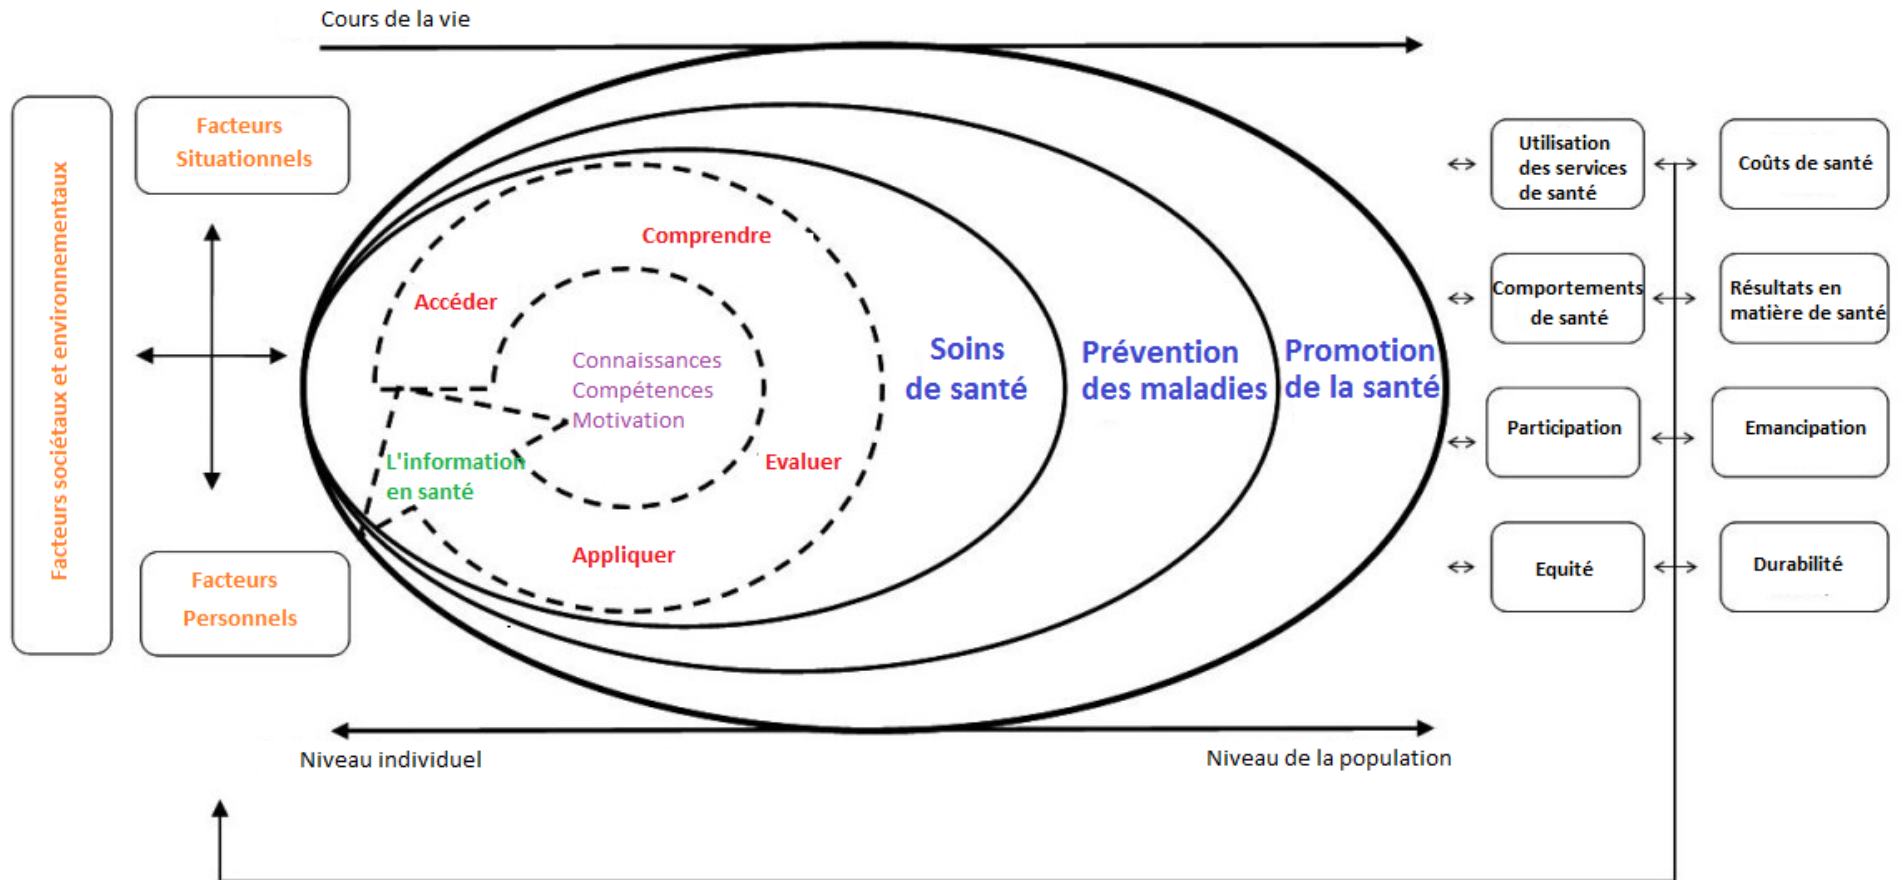 Cours de la vie
Facteurs sociétaux et environnementaux
Facteurs
Situationnels
Facteurs
Personnels
Comprendre
Accéder
Connaissances
Compétences
Motivation
L'information
en santé
Evaluer
Appliquer
Soins
de santé
Prévention
des maladies
Promotion
de la santé
Niveau individuel
Niveau de la population
Utilisation
des services
de santé
Coûts de santé
Comportements
de santé
Résultats en
matière de santé
Participation
Emancipation
Equité
Durabilité